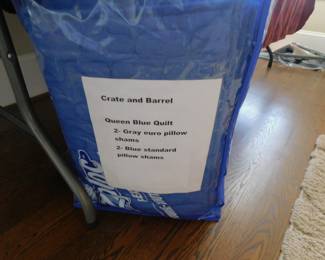 Crate and Barrel
Queen Blue Quilt
2- Gray euro pillow
shams
2- Blue standard
pillow shams